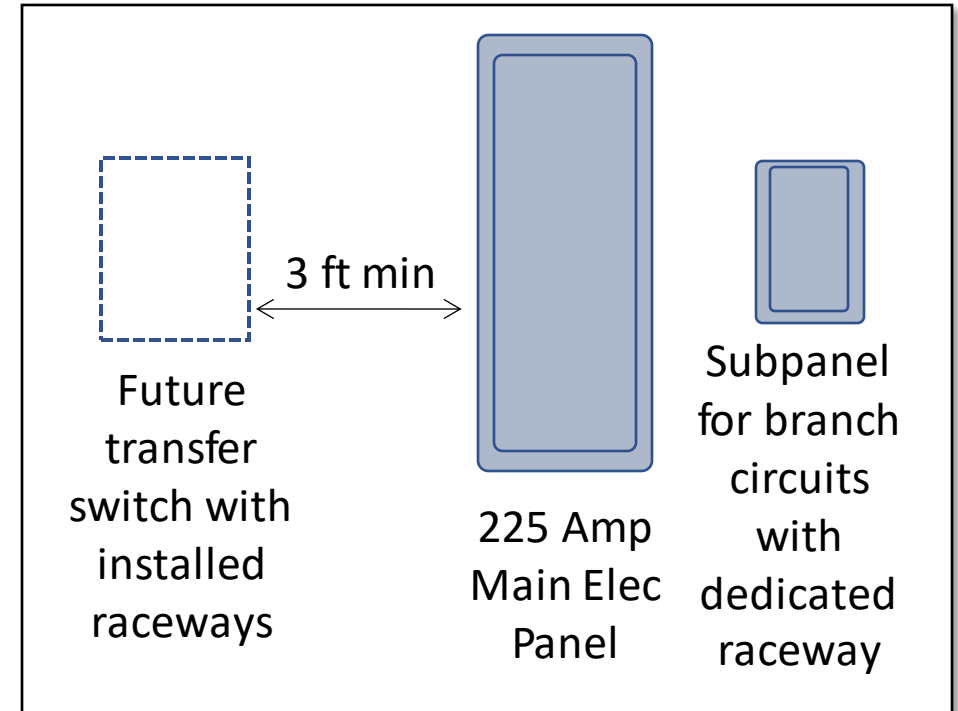 3 ft min
Future
transfer
switch with
installed
raceways
225 Amp
Main Elec
Panel
Subpanel
for branch
circuits
with
dedicated
raceway